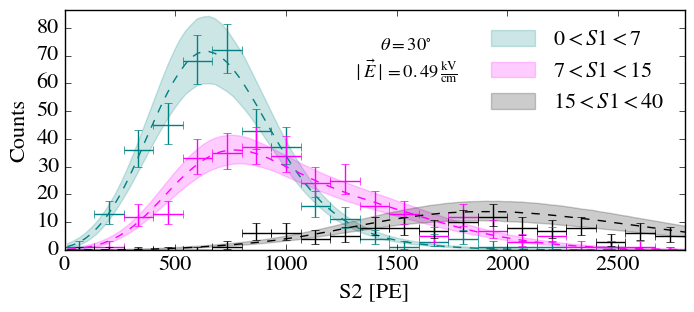 θ = 30°
|E⃗| = 0.49 kV/cm
0 < S1 < 7
7 < S1 < 15
15 < S1 < 40
Counts
80
70
60
50
40
30
20
10
0
0 500 1000 1500 2000 2500
S2 [PE]